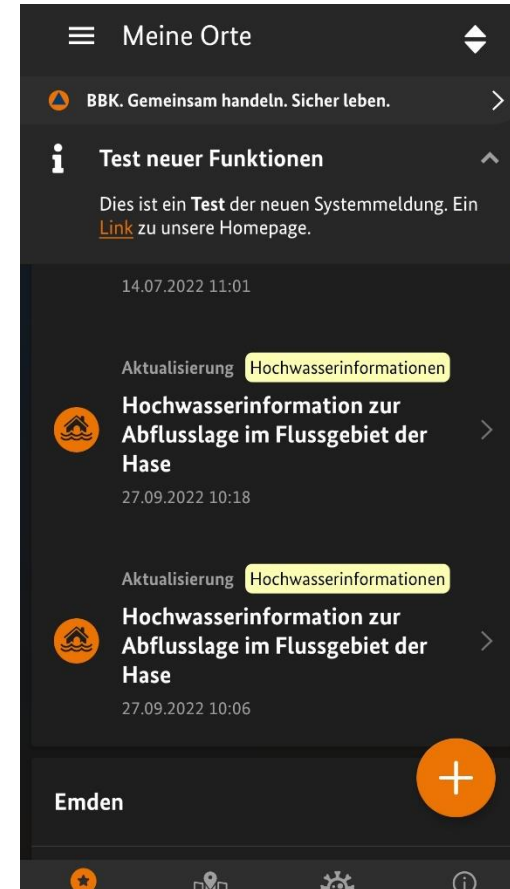 Meine Orte
BBK. Gemeinsam handeln. Sicher leben.
Test neuer Funktionen
Dies ist ein Test der neuen Systemmeldung. Ein
Link zu unsere Homepage.
14.07.2022 11:01
Aktualisierung Hochwasserinformationen
Hochwasserinformation zur
Abflusslage im Flussgebiet der
Hase
27.09.2022 10:18
Aktualisierung Hochwasserinformationen
Hochwasserinformation zur
Abflusslage im Flussgebiet der
Hase
27.09.2022 10:06
Emden